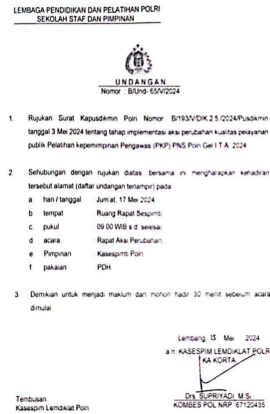 LEMBAGA PENDIDIKAN DAN PELATIHAN POLRI
SEKOLAH STAF DAN PIMPINAN
UNDANGAN
Nomor : B/Und- 65/V/2024
1. Rujukan Surat Kapusdikmin Poin Nomor B/193/V/DIK.2.5./2024/Pusdikmin
tanggal 3 Mei 2024 tentang tahap implementasi aksi perubahan kualitas pelayanan
publik Pelatihan kepemimpinan Pengawas (PKP) PNS Poin Gel I T.A. 2024
2. Sehubungan dengan rujukan diatas, bersama ini mengharapkan kehadiran
tersebut alamat (daftar undangan terlampir) pada
a. hari / tanggal : Jum'at, 17 Mei 2024
b. tempat : Ruang Rapat Sespimti
c. pukul : 09.00 WIB s.d. selesai
d. acara : Rapat Aksi Perubahan
e. Pimpinan : Kasespimti Poin
f. pakaian : PDH
3. Demikian untuk menjadi maklum dan mohon hadir 30 menit sebelum acara
dimulai
Lembang, 15 Mei 2024
a.n. KASESPIM LEMDIKLAT POLRI
KA KORTA
Drs. SUPRIYADI, M.Si.
KOMBES POL NRP 67120435
Tembusan
Kasespim Lemdiklat Poin